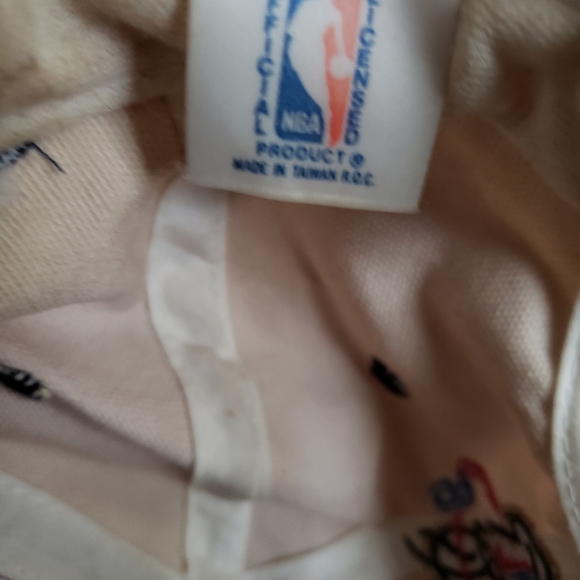 OFFICIAL
LICENSED
NBA
PRODUCT ®
MADE IN TAIWAN R.O.C.